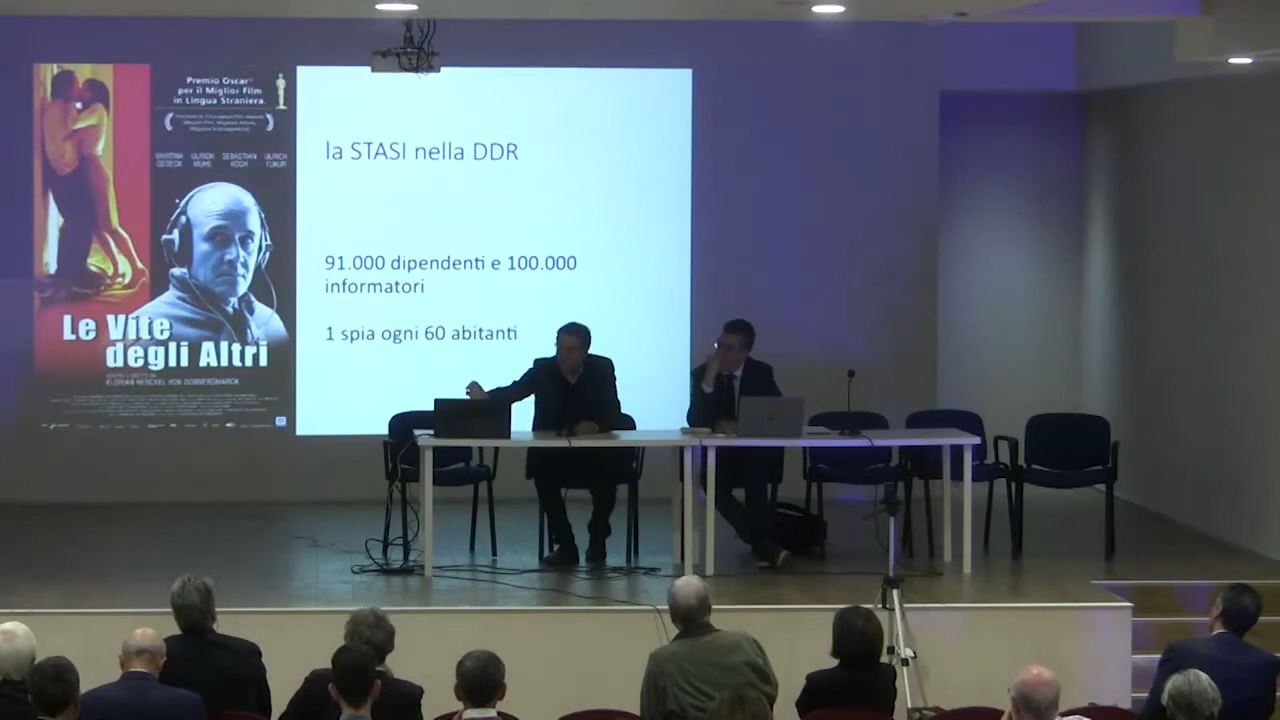 Premio Oscar®
per il Miglior Film
in Lingua Straniera.
MARTINA GEDECK
ULRICH MÜHE
SEBASTIAN KOCH
ULRICH TUKUR
Le Vite
degli Altri
FLORIAN HENCKEL VON DONNERSMARCK
la STASI nella DDR
91.000 dipendenti e 100.000
informatori
1 spia ogni 60 abitanti